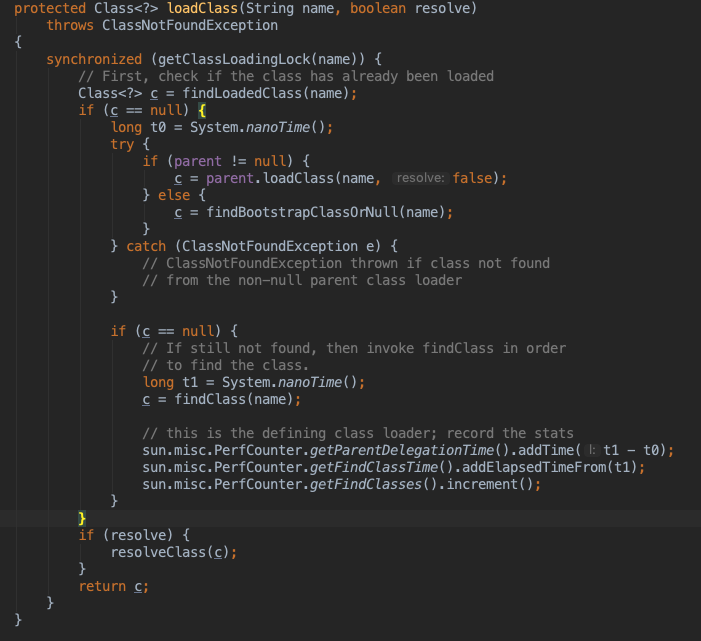 protected Class<?> loadClass(String name, boolean resolve)
    throws ClassNotFoundException
{
    synchronized (getClassLoadingLock(name)) {
        // First, check if the class has already been loaded
        Class<?> c = findLoadedClass(name);
        if (c == null) {
            long t0 = System.nanoTime();
            try {
                if (parent != null) {
                    c = parent.loadClass(name, resolve: false);
                } else {
                    c = findBootstrapClassOrNull(name);
                }
            } catch (ClassNotFoundException e) {
                // ClassNotFoundException thrown if class not found
                // from the non-null parent class loader
            }

            if (c == null) {
                // If still not found, then invoke findClass in order
                // to find the class.
                long t1 = System.nanoTime();
                c = findClass(name);

                // this is the defining class loader; record the stats
                sun.misc.PerfCounter.getParentDelegationTime().addTime( l: t1 - t0);
                sun.misc.PerfCounter.getFindClassTime().addElapsedTimeFrom(t1);
                sun.misc.PerfCounter.getFindClasses().increment();
            }
        }
        if (resolve) {
            resolveClass(c);
        }
        return c;
    }
}